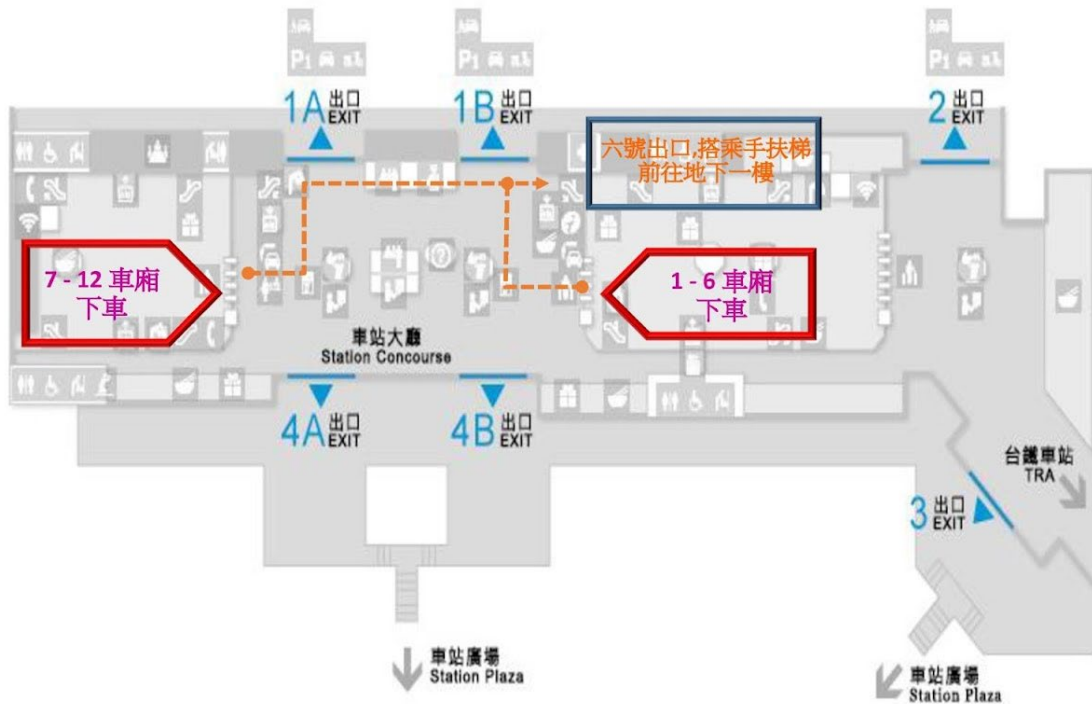 P1
P1
P1
1A 出口
EXIT
1B 出口
EXIT
2 出口
EXIT
六號出口,搭乘手扶梯
前往地下一樓
7 - 12 車廂
下車
1 - 6 車廂
下車
車站大廳
Station Concourse
4A 出口
EXIT
4B 出口
EXIT
台鐵車站
TRA
3 出口
EXIT
車站廣場
Station Plaza
車站廣場
Station Plaza